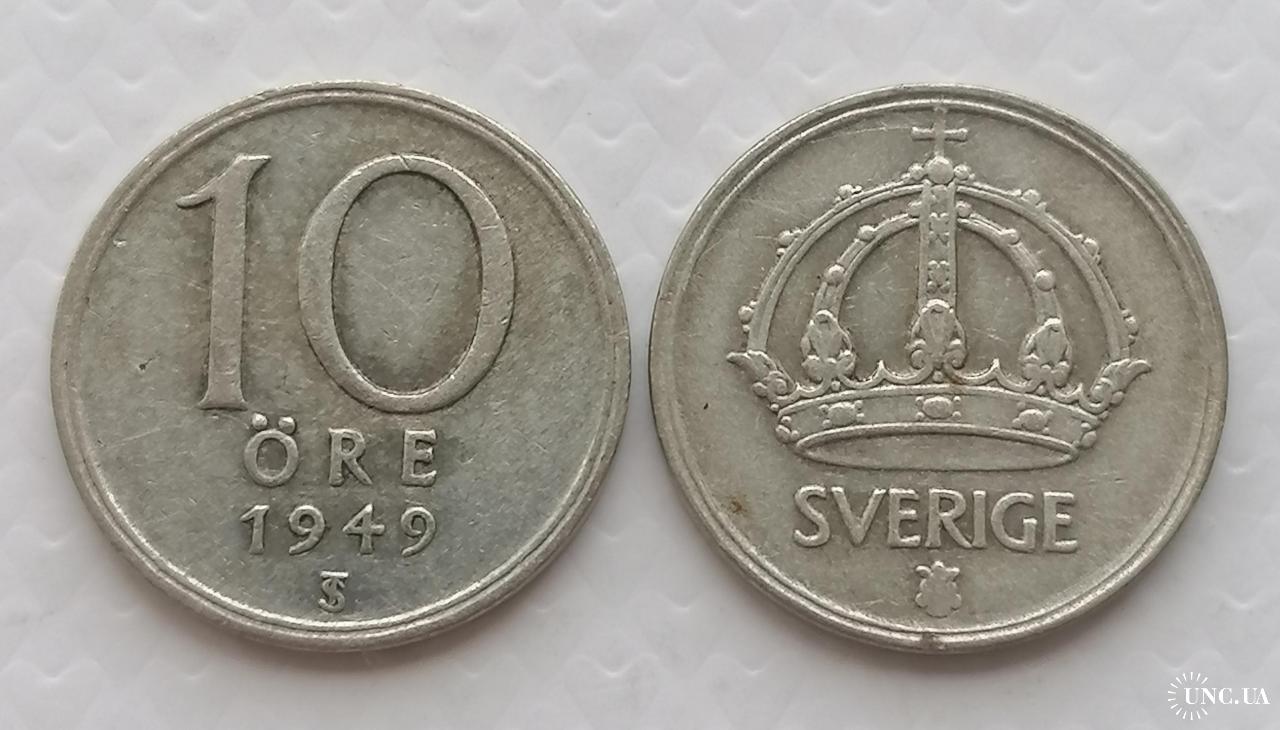 10
ÖRE
1949
TS
SVERIGE
UNC.UA